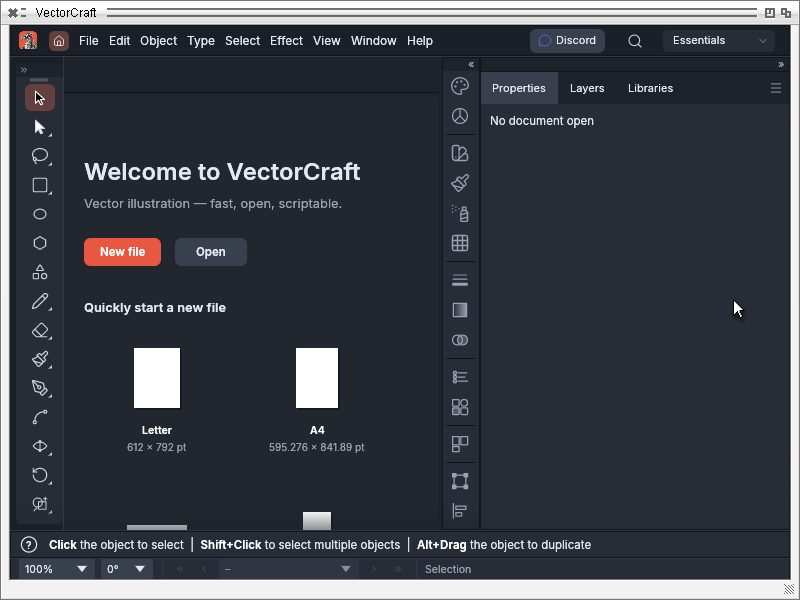 VectorCraft
File Edit Object Type Select Effect View Window Help Discord Essentials
Properties Layers Libraries
No document open
Welcome to VectorCraft
Vector illustration — fast, open, scriptable.
New file Open
Quickly start a new file
Letter A4
612 × 792 pt 595.276 × 841.89 pt
Click the object to select | Shift+Click to select multiple objects | Alt+Drag the object to duplicate
100% 0° – Selection